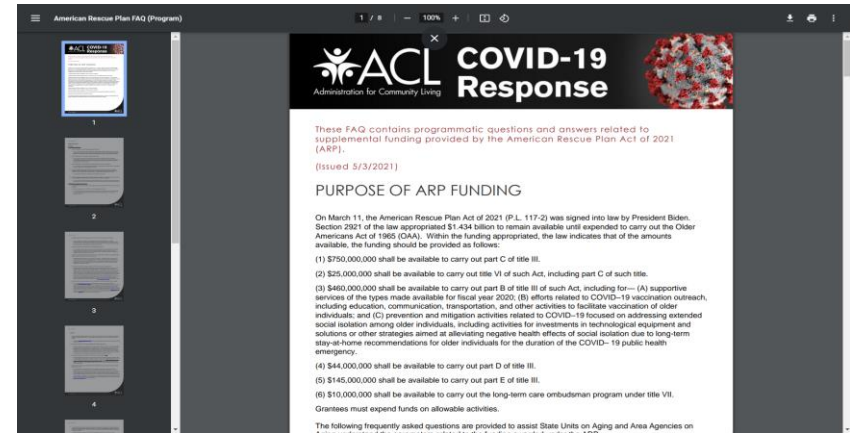 American Rescue Plan FAQ (Program)
1 / 8
100%
ACL
Administration for Community Living
COVID-19
Response
These FAQ contains programmatic questions and answers related to
supplemental funding provided by the American Rescue Plan Act of 2021
(ARP).
(Issued 5/3/2021)
PURPOSE OF ARP FUNDING
On March 11, the American Rescue Plan Act of 2021 (P.L. 117-2) was signed into law by President Biden.
Section 2921 of the law appropriated $1.434 billion to remain available until expended to carry out the Older
Americans Act of 1965 (OAA). Within the funding appropriated, the law indicates that of the amounts
available, the funding should be provided as follows:
(1) $750,000,000 shall be available to carry out part C of title III.
(2) $25,000,000 shall be available to carry out title VI of such Act, including part C of such title.
(3) $460,000,000 shall be available to carry out part B of title III of such Act, including for— (A) supportive
services of the types made available for fiscal year 2020; (B) efforts related to COVID–19 vaccination outreach,
including education, communication, transportation, and other activities to facilitate vaccination of older
individuals; and (C) prevention and mitigation activities related to COVID–19 focused on addressing extended
social isolation among older individuals, including activities for investments in technological equipment and
solutions or other strategies aimed at alleviating negative health effects of social isolation due to long-term
stay-at-home recommendations for older individuals for the duration of the COVID– 19 public health
emergency.
(4) $44,000,000 shall be available to carry out part D of title III.
(5) $145,000,000 shall be available to carry out part E of title III.
(6) $10,000,000 shall be available to carry out the long-term care ombudsman program under title VII.
Grantees must expend funds on allowable activities.
The following frequently asked questions are provided to assist State Units on Aging and Area Agencies on
1
2
3
4